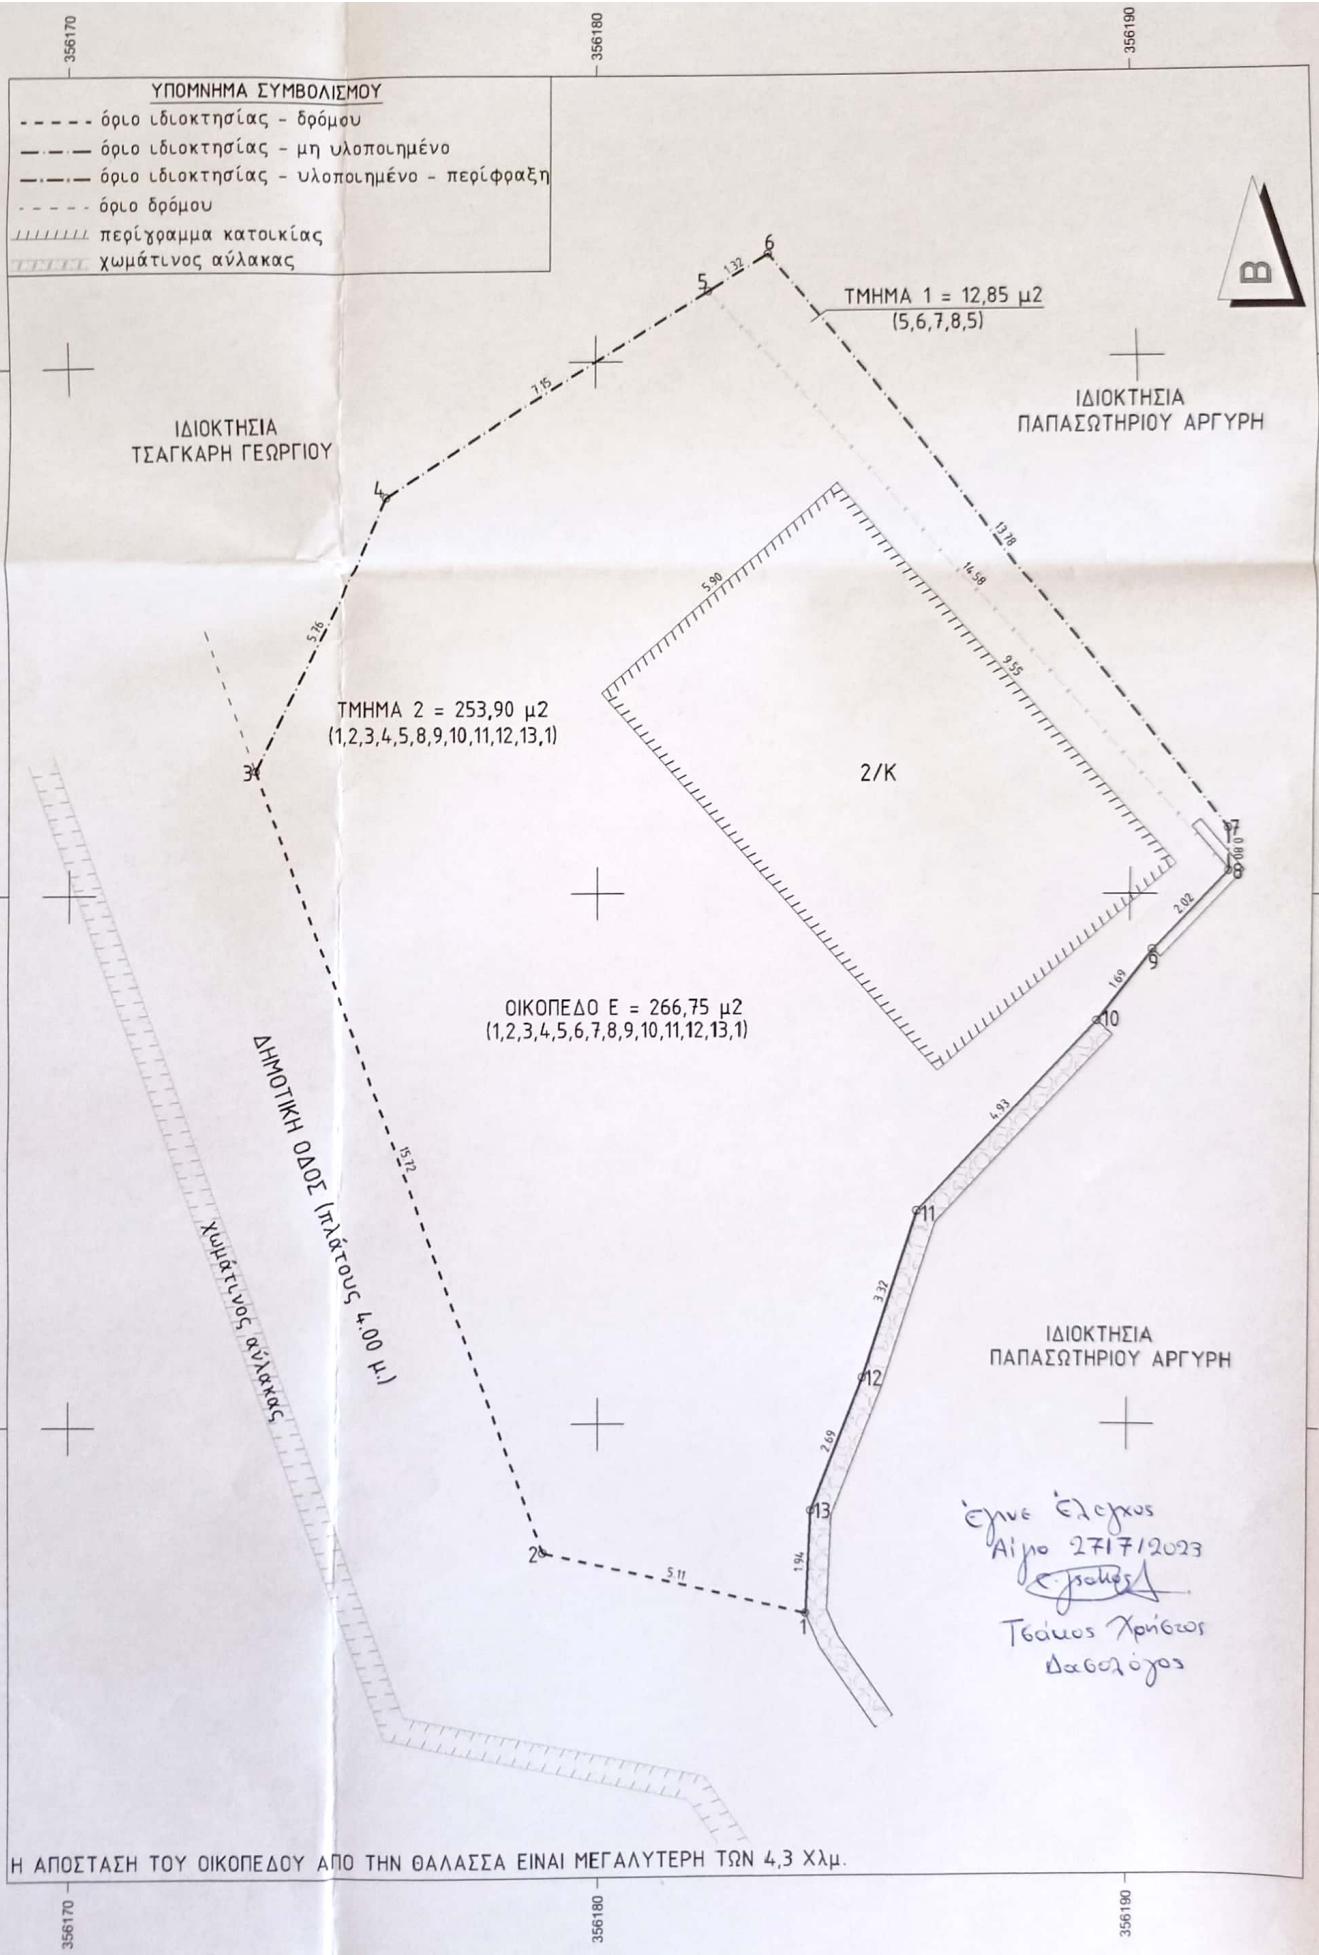 356170
356180
356190
ΥΠΟΜΝΗΜΑ ΣΥΜΒΟΛΙΣΜΟΥ
όριο ιδιοκτησίας - δρόμου
όριο ιδιοκτησίας - μη υλοποιημένο
όριο ιδιοκτησίας - υλοποιημένο - περίφραξη
όριο δρόμου
περίγραμμα κατοικίας
χωμάτινος αύλακας
Β
6
1.32
5
ΤΜΗΜΑ 1 = 12,85 μ2
(5,6,7,8,5)
7.15
ΙΔΙΟΚΤΗΣΙΑ
ΠΑΠΑΣΩΤΗΡΙΟΥ ΑΡΓΥΡΗ
ΙΔΙΟΚΤΗΣΙΑ
ΤΣΑΓΚΑΡΗ ΓΕΩΡΓΙΟΥ
4
13.78
14.58
5.90
5.76
9.55
ΤΜΗΜΑ 2 = 253,90 μ2
(1,2,3,4,5,8,9,10,11,12,13,1)
3
2/Κ
7
0.80
8
2.02
9
1.69
10
ΟΙΚΟΠΕΔΟ Ε = 266,75 μ2
(1,2,3,4,5,6,7,8,9,10,11,12,13,1)
4.93
ΔΗΜΟΤΙΚΗ ΟΔΟΣ (πλάτους 4.00 μ.)
15.72
11
χωμάτινος αύλακας
3.32
ΙΔΙΟΚΤΗΣΙΑ
ΠΑΠΑΣΩΤΗΡΙΟΥ ΑΡΓΥΡΗ
12
2.69
13
1.94
2
5.11
1
Έγινε Έλεγχος
Αίγιο 27/7/2023
Τσάκος Χρήστος
Δασολόγος
Η ΑΠΟΣΤΑΣΗ ΤΟΥ ΟΙΚΟΠΕΔΟΥ ΑΠΟ ΤΗΝ ΘΑΛΑΣΣΑ ΕΙΝΑΙ ΜΕΓΑΛΥΤΕΡΗ ΤΩΝ 4,3 Χλμ.
356170
356180
356190